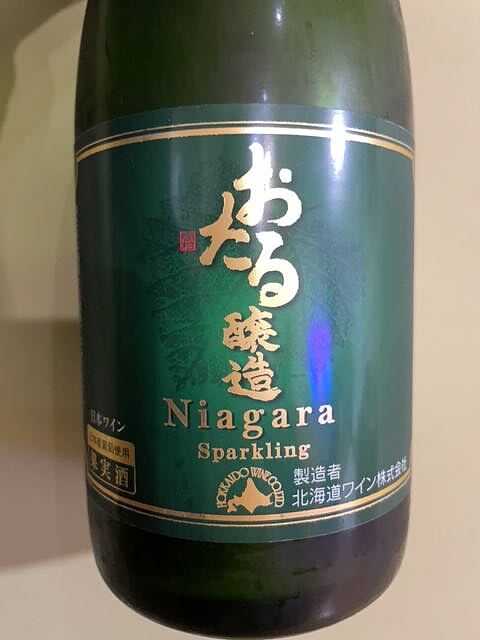 おたる
醸造
Niagara
Sparkling
日本ワイン
果実酒
HOKKAIDO WINE CO.,LTD.
製造者
北海道ワイン株式会社